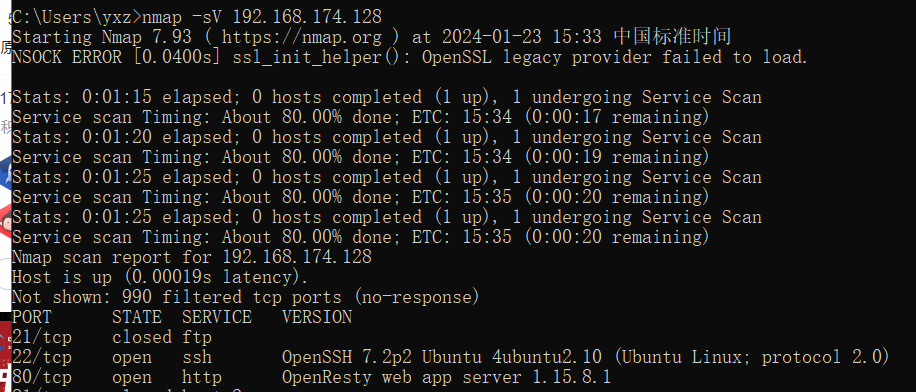 C:\Users\yxz>nmap -sV 192.168.174.128
Starting Nmap 7.93 ( https://nmap.org ) at 2024-01-23 15:33 中国标准时间
NSOCK ERROR [0.0400s] ssl_init_helper(): OpenSSL legacy provider failed to load.
Stats: 0:01:15 elapsed; 0 hosts completed (1 up), 1 undergoing Service Scan
Service scan Timing: About 80.00% done; ETC: 15:34 (0:00:17 remaining)
Stats: 0:01:20 elapsed; 0 hosts completed (1 up), 1 undergoing Service Scan
Service scan Timing: About 80.00% done; ETC: 15:34 (0:00:19 remaining)
Stats: 0:01:25 elapsed; 0 hosts completed (1 up), 1 undergoing Service Scan
Service scan Timing: About 80.00% done; ETC: 15:35 (0:00:20 remaining)
Stats: 0:01:25 elapsed; 0 hosts completed (1 up), 1 undergoing Service Scan
Service scan Timing: About 80.00% done; ETC: 15:35 (0:00:20 remaining)
Nmap scan report for 192.168.174.128
Host is up (0.00019s latency).
Not shown: 990 filtered tcp ports (no-response)
PORT STATE SERVICE VERSION
21/tcp closed ftp
22/tcp open ssh OpenSSH 7.2p2 Ubuntu 4ubuntu2.10 (Ubuntu Linux; protocol 2.0)
80/tcp open http OpenResty web app server 1.15.8.1